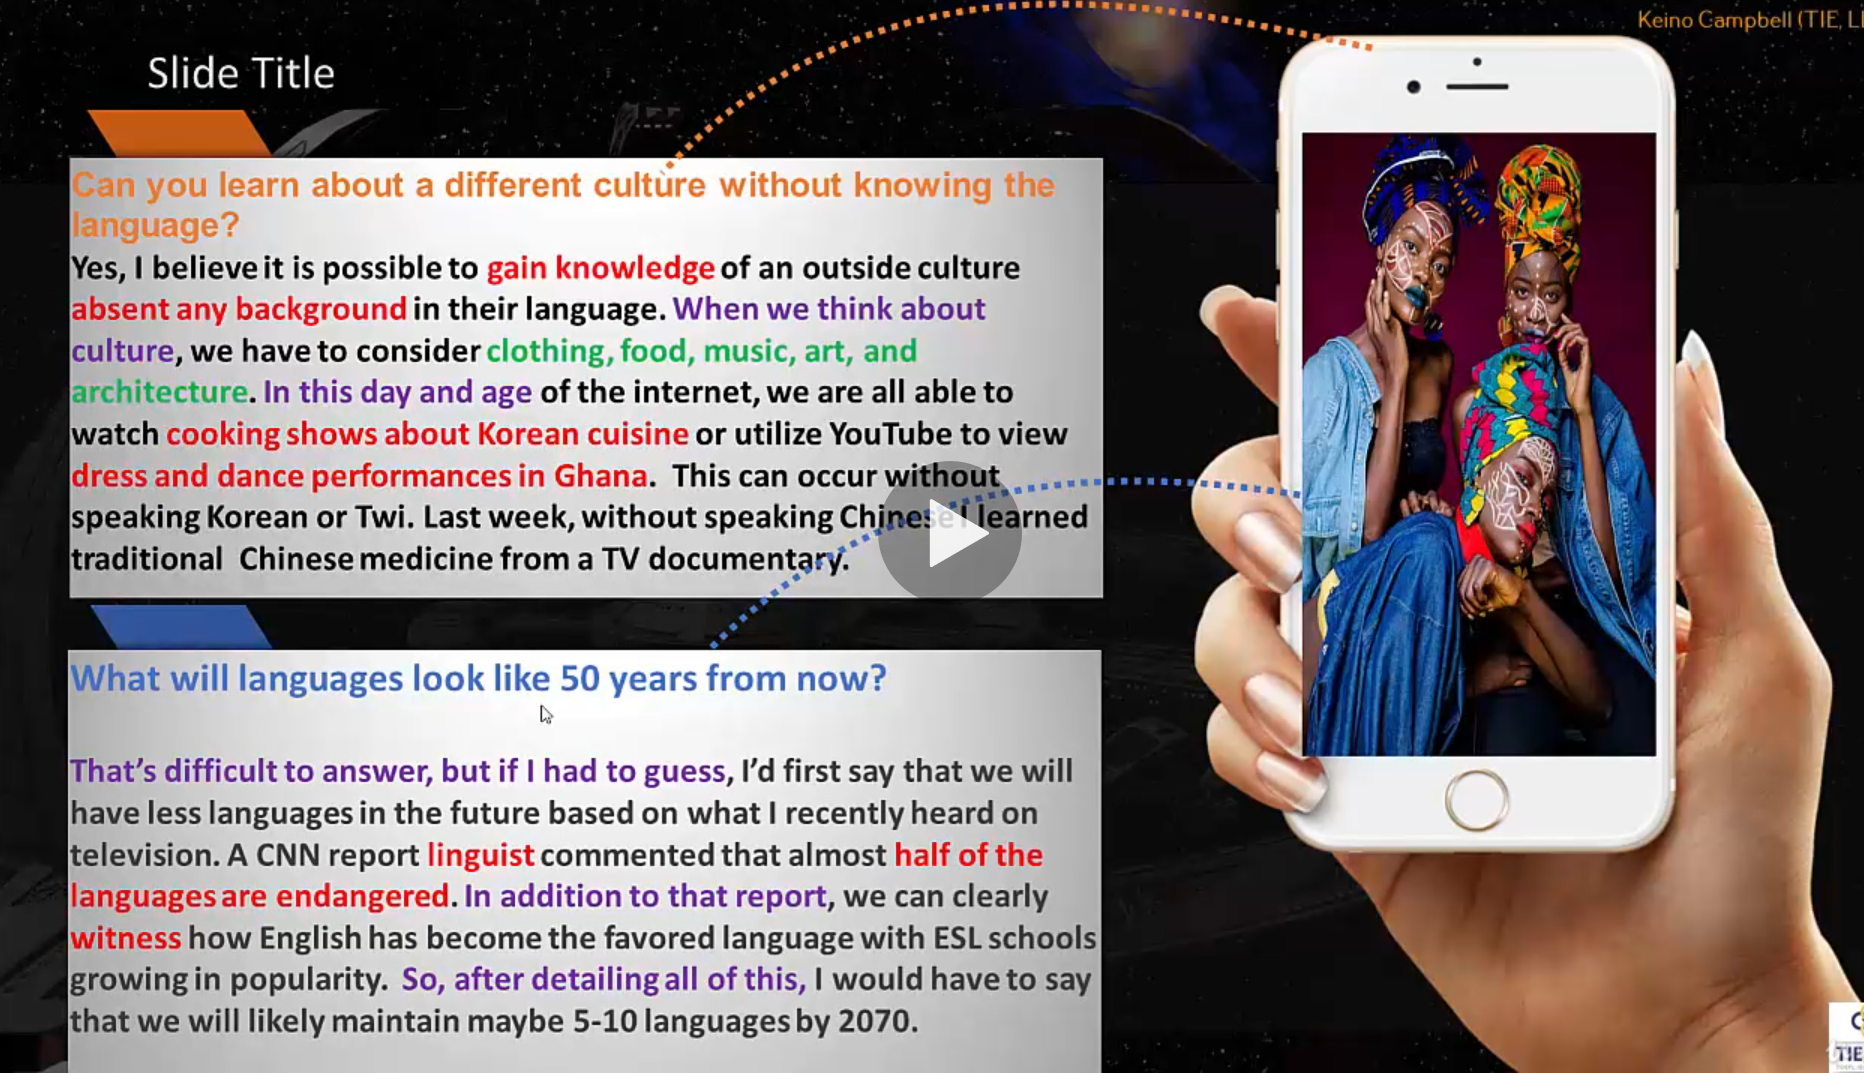 Keino Campbell (TIE, L
Slide Title
Can you learn about a different culture without knowing the
language?
Yes, I believe it is possible to gain knowledge of an outside culture
absent any background in their language. When we think about
culture, we have to consider clothing, food, music, art, and
architecture. In this day and age of the internet, we are all able to
watch cooking shows about Korean cuisine or utilize YouTube to view
dress and dance performances in Ghana. This can occur without
speaking Korean or Twi. Last week, without speaking Chinese I learned
traditional Chinese medicine from a TV documentary.
What will languages look like 50 years from now?
That's difficult to answer, but if I had to guess, I'd first say that we will
have less languages in the future based on what I recently heard on
television. A CNN report linguist commented that almost half of the
languages are endangered. In addition to that report, we can clearly
witness how English has become the favored language with ESL schools
growing in popularity. So, after detailing all of this, I would have to say
that we will likely maintain maybe 5-10 languages by 2070.
TIE